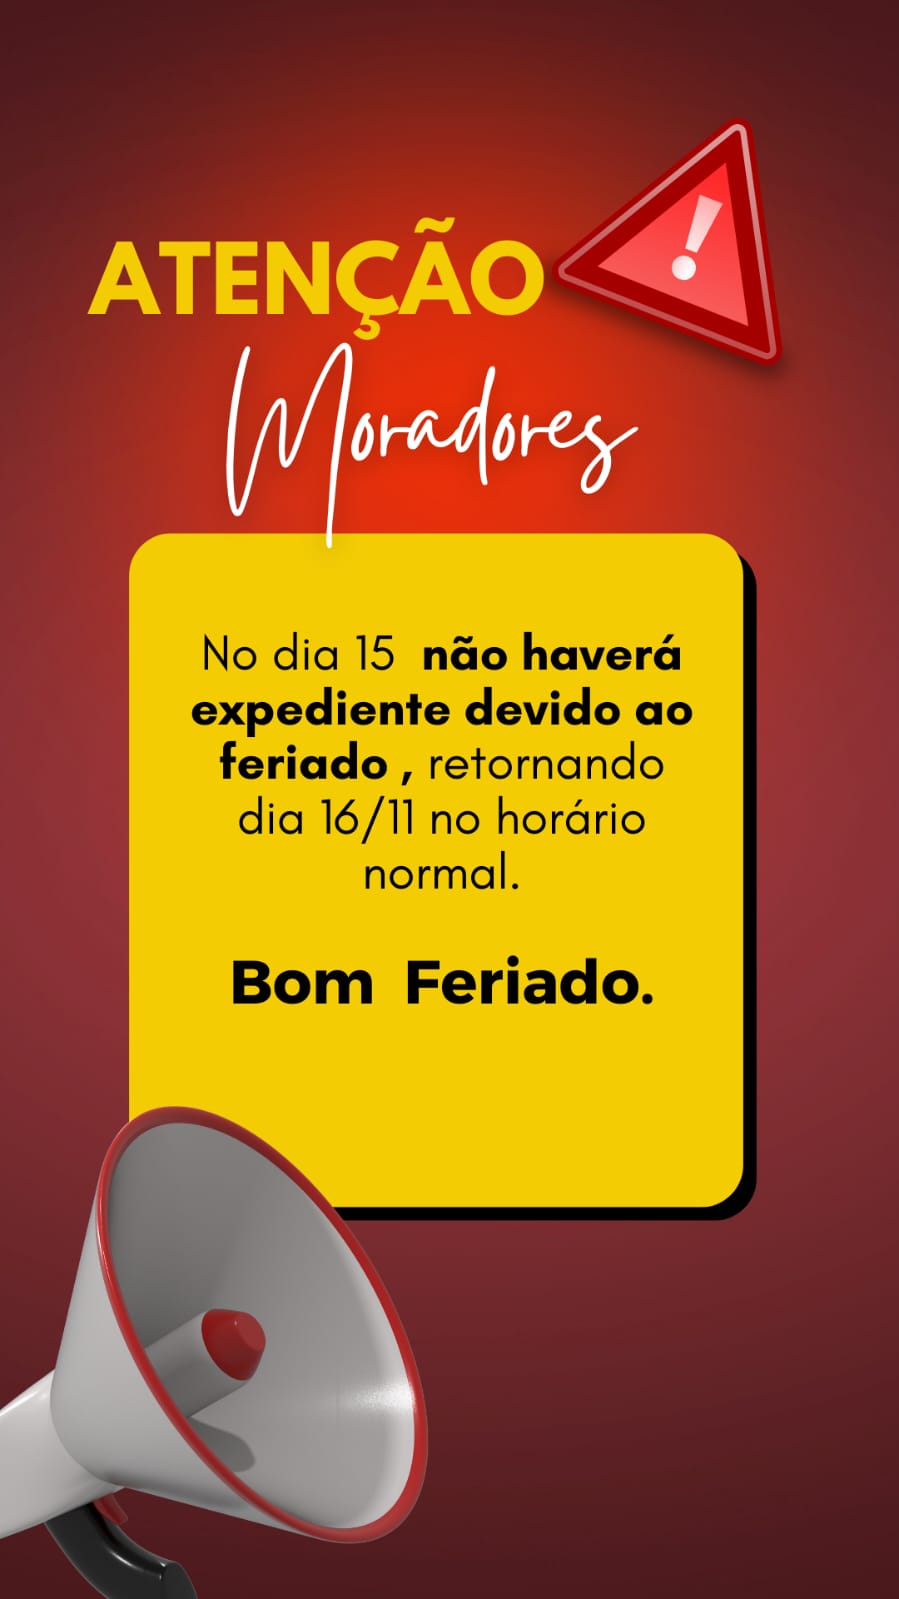 ATENÇÃO
!
Moradores
No dia 15 não haverá
expediente devido ao
feriado , retornando
dia 16/11 no horário
normal.
Bom Feriado.